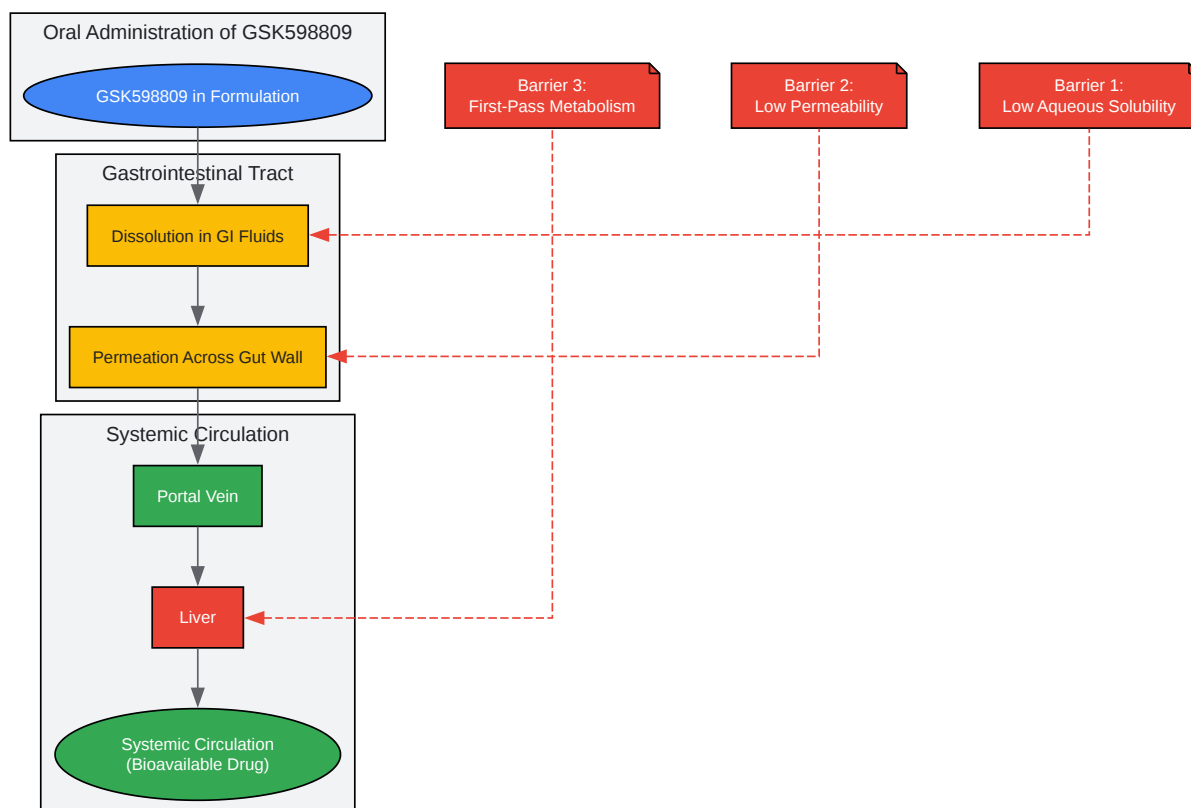 Oral Administration of GSK598809
GSK598809 in Formulation
Barrier 3:
First-Pass Metabolism
Barrier 2:
Low Permeability
Barrier 1:
Low Aqueous Solubility
Gastrointestinal Tract
Dissolution in GI Fluids
Permeation Across Gut Wall
Systemic Circulation
Portal Vein
Liver
Systemic Circulation
(Bioavailable Drug)